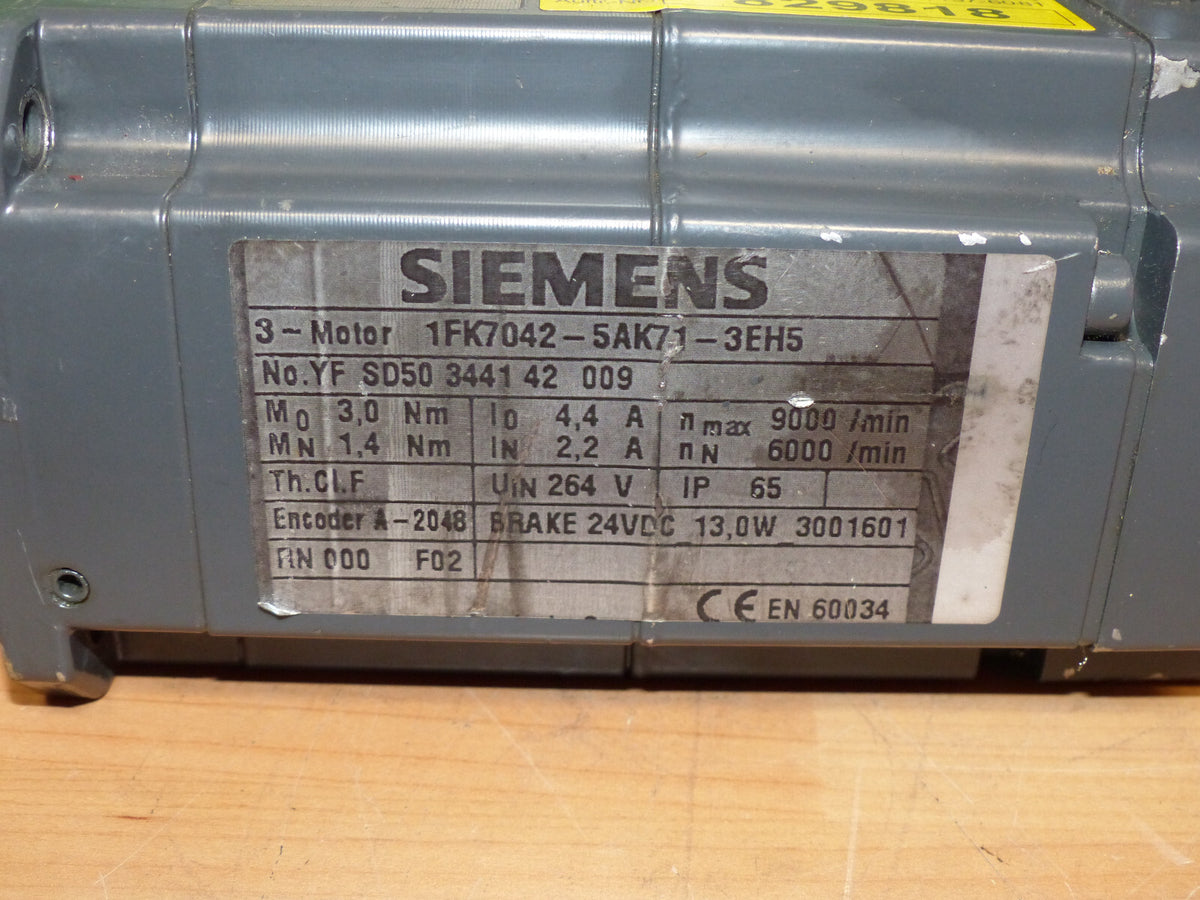 829818
SIEMENS
3~Motor 1FK7042-5AK71-3EH5
No.YF SD50 3441 42 009
M0 3,0 Nm I0 4,4 A nmax 9000 /min
MN 1,4 Nm IN 2,2 A nN 6000 /min
Th.Cl.F UIN 264 V IP 65
Encoder A-2048 BRAKE 24VDC 13,0W 3001601
RN 000 F02
CE EN 60034